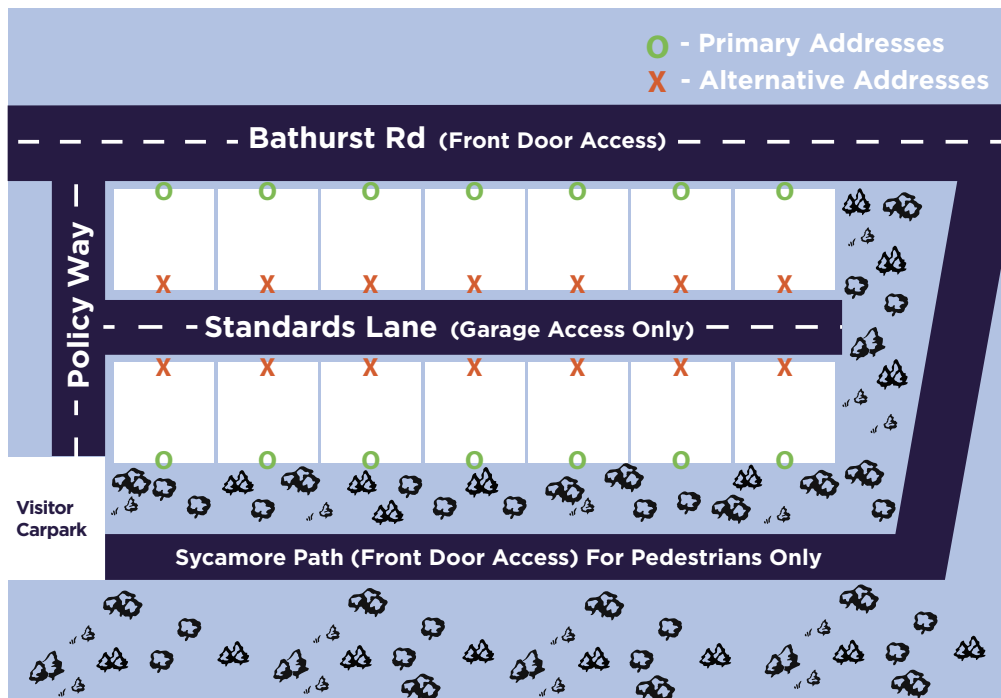 O - Primary Addresses
X - Alternative Addresses
Bathurst Rd (Front Door Access)
O O O O O O O
Policy Way
X X X X X X X
Standards Lane (Garage Access Only)
X X X X X X X
O O O O O O O
Visitor
Carpark
Sycamore Path (Front Door Access) For Pedestrians Only